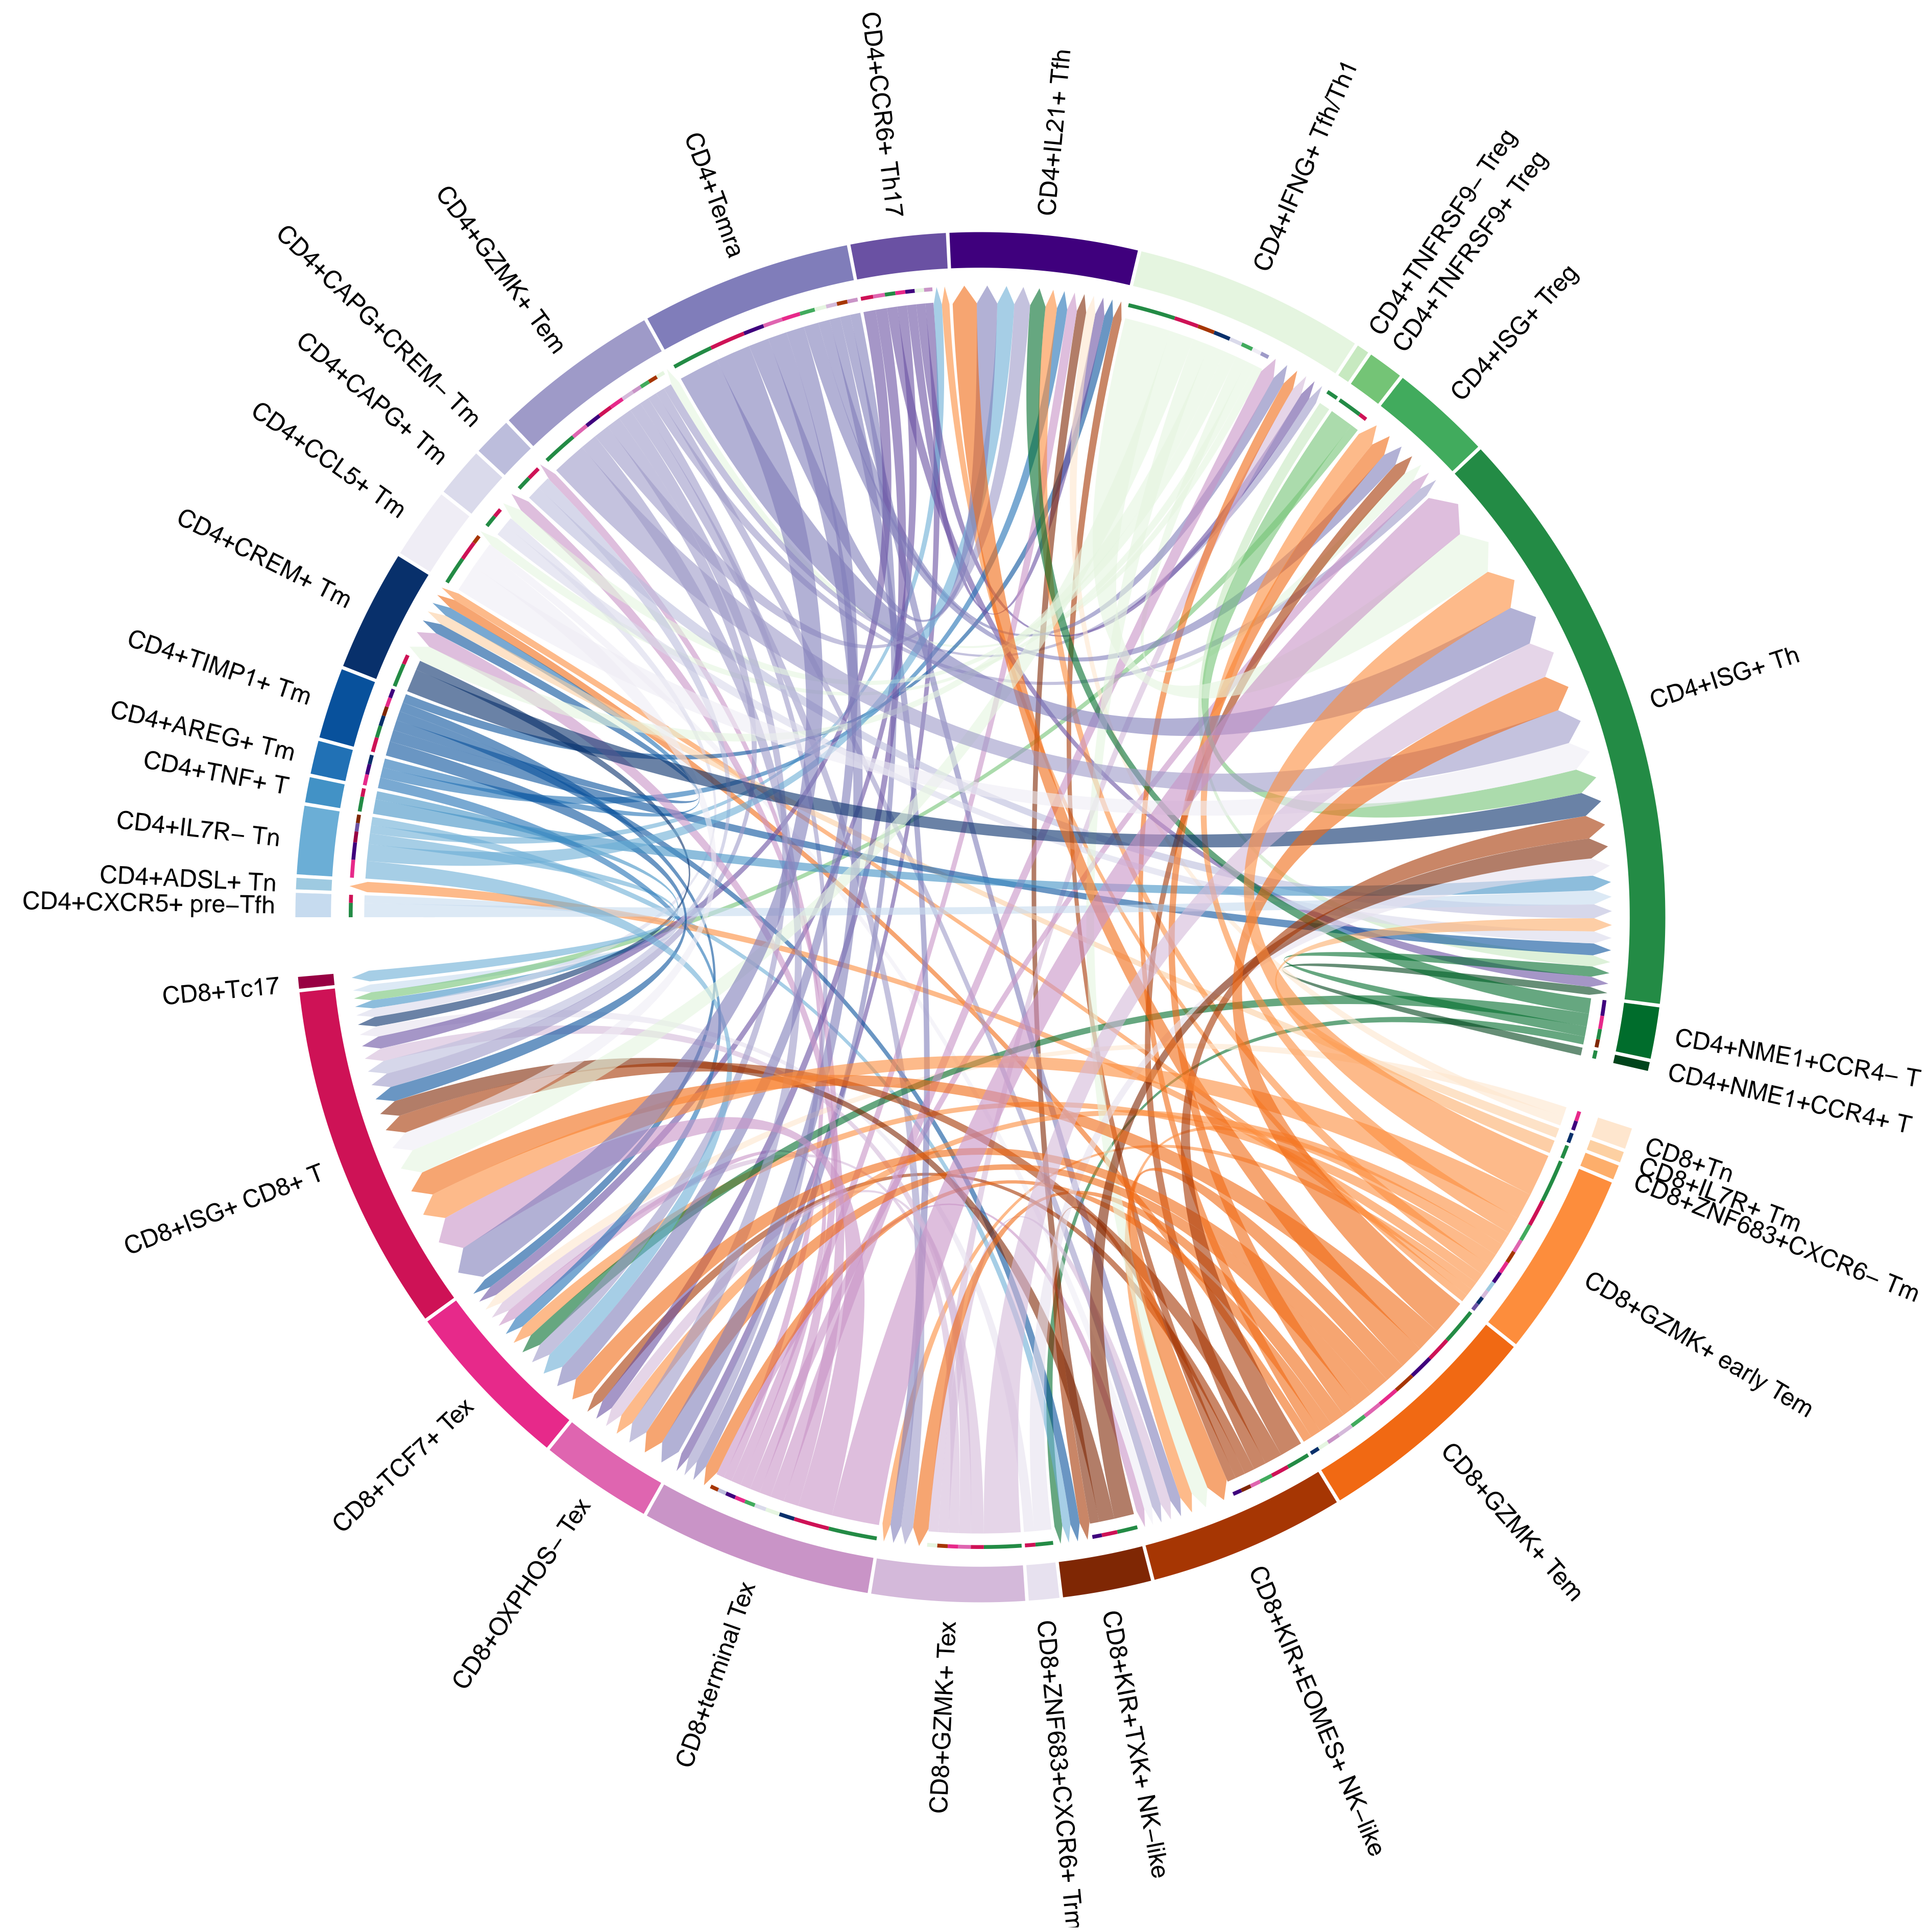 CD4+CCR6+ Th17
CD4+IL21+ Tfh
CD4+IFNG+ Tfh/Th1
CD4+TNFRSF9− Treg
CD4+TNFRSF9+ Treg
CD4+ISG+ Treg
CD4+ISG+ Th
CD4+NME1+CCR4− T
CD4+NME1+CCR4+ T
CD8+Tn
CD8+IL7R+ Tm
CD8+ZNF683+CXCR6− Tm
CD8+GZMK+ early Tem
CD8+GZMK+ Tem
CD8+KIR+EOMES+ NK−like
CD8+KIR+TXK+ NK−like
CD8+ZNF683+CXCR6+ Trm
CD8+GZMK+ Tex
CD8+terminal Tex
CD8+OXPHOS− Tex
CD8+TCF7+ Tex
CD8+ISG+ CD8+ T
CD8+Tc17
CD4+CXCR5+ pre−Tfh
CD4+ADSL+ Tn
CD4+IL7R− Tn
CD4+TNF+ T
CD4+AREG+ Tm
CD4+TIMP1+ Tm
CD4+CREM+ Tm
CD4+CCL5+ Tm
CD4+CAPG+ Tm
CD4+CAPG+CREM− Tm
CD4+GZMK+ Tem
CD4+Temra